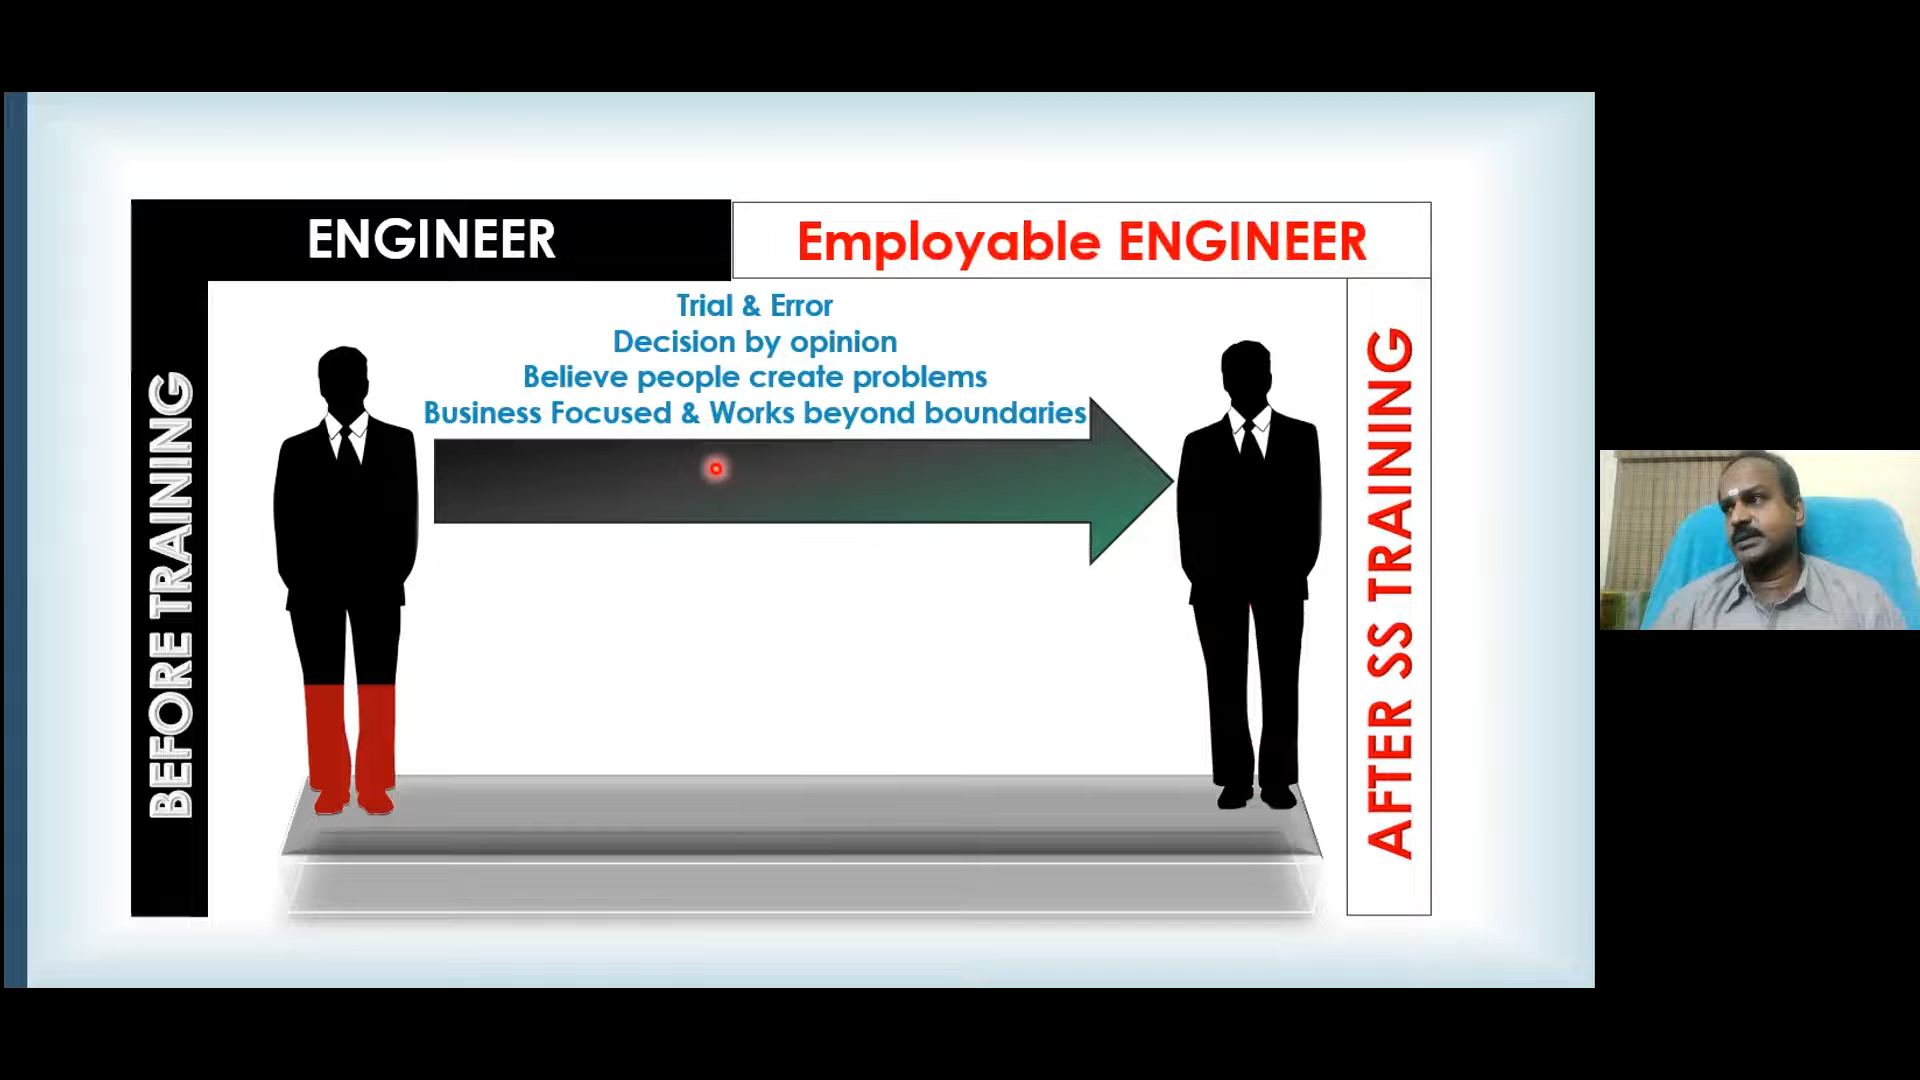 ENGINEER
Employable ENGINEER
Trial & Error
Decision by opinion
Believe people create problems
Business Focused & Works beyond boundaries
BEFORE TRAINING
AFTER SS TRAINING